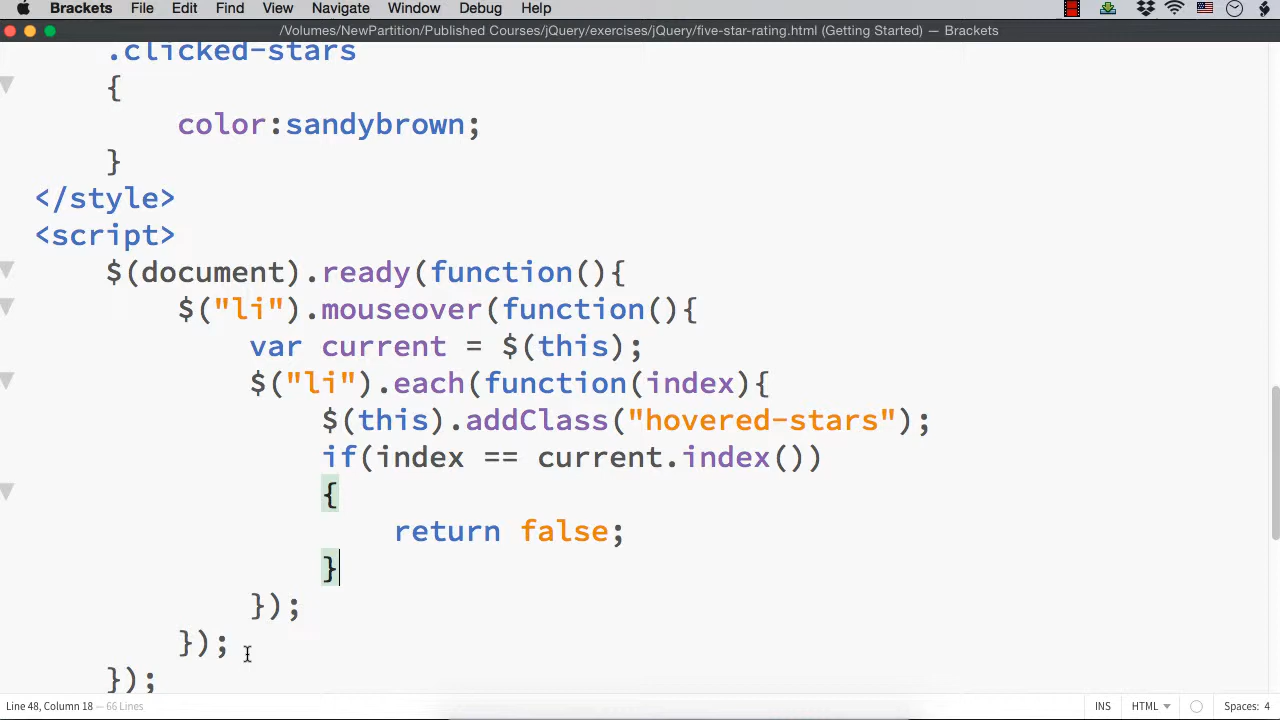 Brackets File Edit Find View Navigate Window Debug Help
/Volumes/NewPartition/Published Courses/jQuery/exercises/jQuery/five-star-rating.html (Getting Started) — Brackets
.clicked-stars
{
color:sandybrown;
}
</style>
<script>
$(document).ready(function(){
$("li").mouseover(function(){
var current = $(this);
$("li").each(function(index){
$(this).addClass("hovered-stars");
if(index == current.index())
{
return false;
}
});
});
});
Line 48, Column 18 — 66 Lines INS HTML Spaces: 4